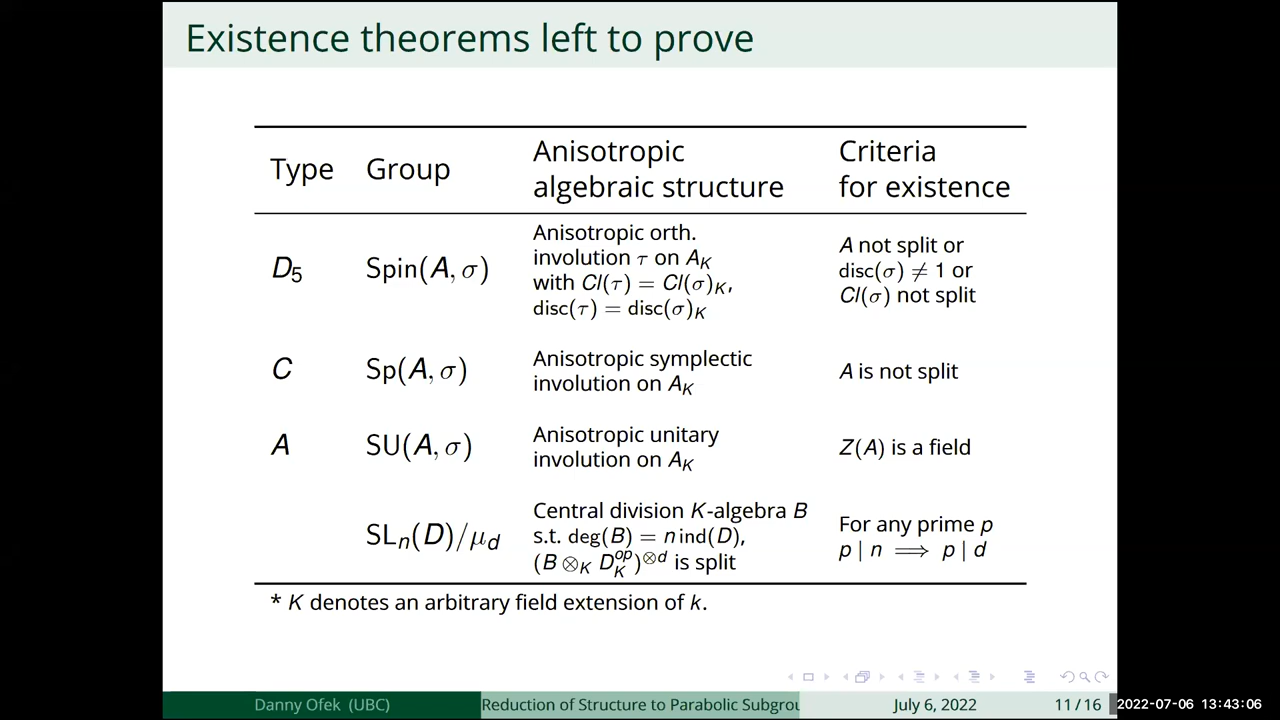 Existence theorems left to prove
Type Group Anisotropic algebraic structure Criteria for existence
D₅ Spin(A, σ)
Anisotropic orth.
involution τ on A_K
with Cl(τ) = Cl(σ)_K,
disc(τ) = disc(σ)_K
A not split or
disc(σ) ≠ 1 or
Cl(σ) not split
C Sp(A, σ)
Anisotropic symplectic
involution on A_K
A is not split
A SU(A, σ)
Anisotropic unitary
involution on A_K
Z(A) is a field
SL_n(D)/μ_d
Central division K-algebra B
s.t. deg(B) = n ind(D),
(B ⊗_K D_K^{op})^{⊗d} is split
For any prime p
p | n ⟹ p | d
* K denotes an arbitrary field extension of k.
Danny Ofek (UBC) Reduction of Structure to Parabolic Subgrou July 6, 2022 11 / 16 2022-07-06 13:43:06